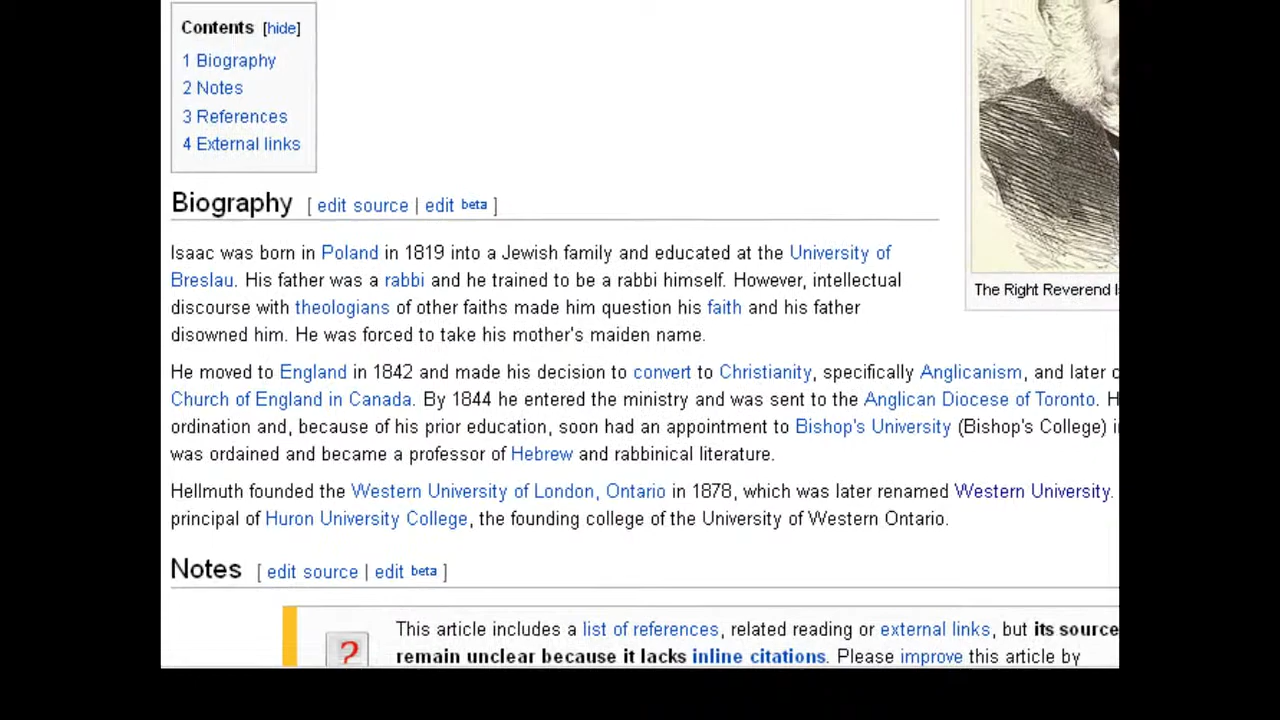 Contents [hide]
1 Biography
2 Notes
3 References
4 External links
The Right Reverend
Biography [ edit source | edit beta ]
Isaac was born in Poland in 1819 into a Jewish family and educated at the University of
Breslau. His father was a rabbi and he trained to be a rabbi himself. However, intellectual
discourse with theologians of other faiths made him question his faith and his father
disowned him. He was forced to take his mother's maiden name.
He moved to England in 1842 and made his decision to convert to Christianity, specifically Anglicanism, and later
Church of England in Canada. By 1844 he entered the ministry and was sent to the Anglican Diocese of Toronto. H
ordination and, because of his prior education, soon had an appointment to Bishop's University (Bishop's College)
was ordained and became a professor of Hebrew and rabbinical literature.
Hellmuth founded the Western University of London, Ontario in 1878, which was later renamed Western University.
principal of Huron University College, the founding college of the University of Western Ontario.
Notes [ edit source | edit beta ]
?
This article includes a list of references, related reading or external links, but its source
remain unclear because it lacks inline citations. Please improve this article by